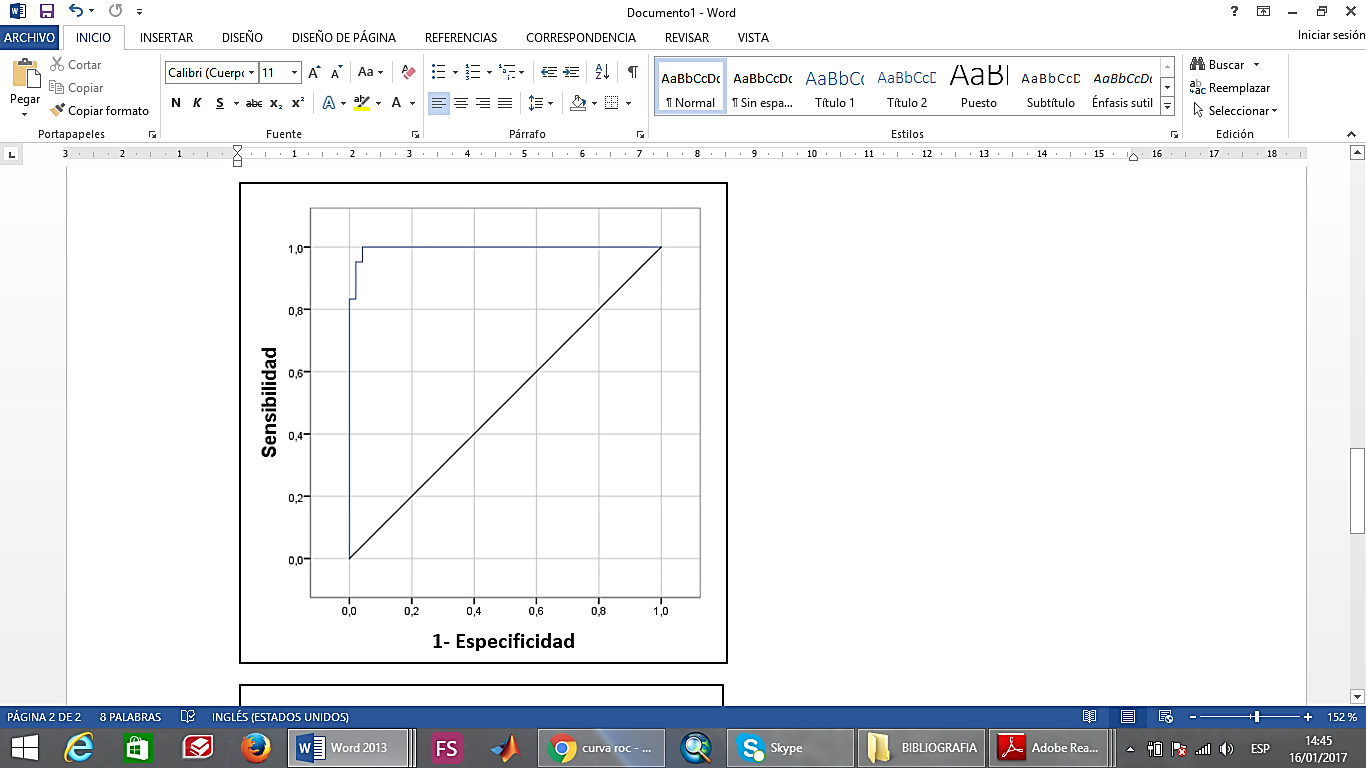 Documento1 - Word
?
ARCHIVO INICIO INSERTAR DISEÑO DISEÑO DE PÁGINA REFERENCIAS CORRESPONDENCIA REVISAR VISTA Iniciar sesión
Pegar
Cortar
Copiar
Copiar formato
Portapapeles
Calibri (Cuerpo 11
N K S abc x₂ x²
Fuente
Párrafo
AaBbCcDc AaBbCcDc AaBbCc AaBbCcD AaB AaBbCcD AaBbCcDc
¶ Normal ¶ Sin espa... Título 1 Título 2 Puesto Subtítulo Énfasis sutil
Estilos
Buscar
Reemplazar
Seleccionar
Edición
3 2 1 1 2 3 4 5 6 7 8 9 10 11 12 13 14 15 16 17 18
1,0
0,8
0,6
0,4
0,2
0,0
Sensibilidad
0,0 0,2 0,4 0,6 0,8 1,0
1- Especificidad
PÁGINA 2 DE 2 8 PALABRAS INGLÉS (ESTADOS UNIDOS) 152 %
Word 2013 FS curva roc - ... Skype BIBLIOGRAFIA Adobe Rea... ESP 14:45
16/01/2017